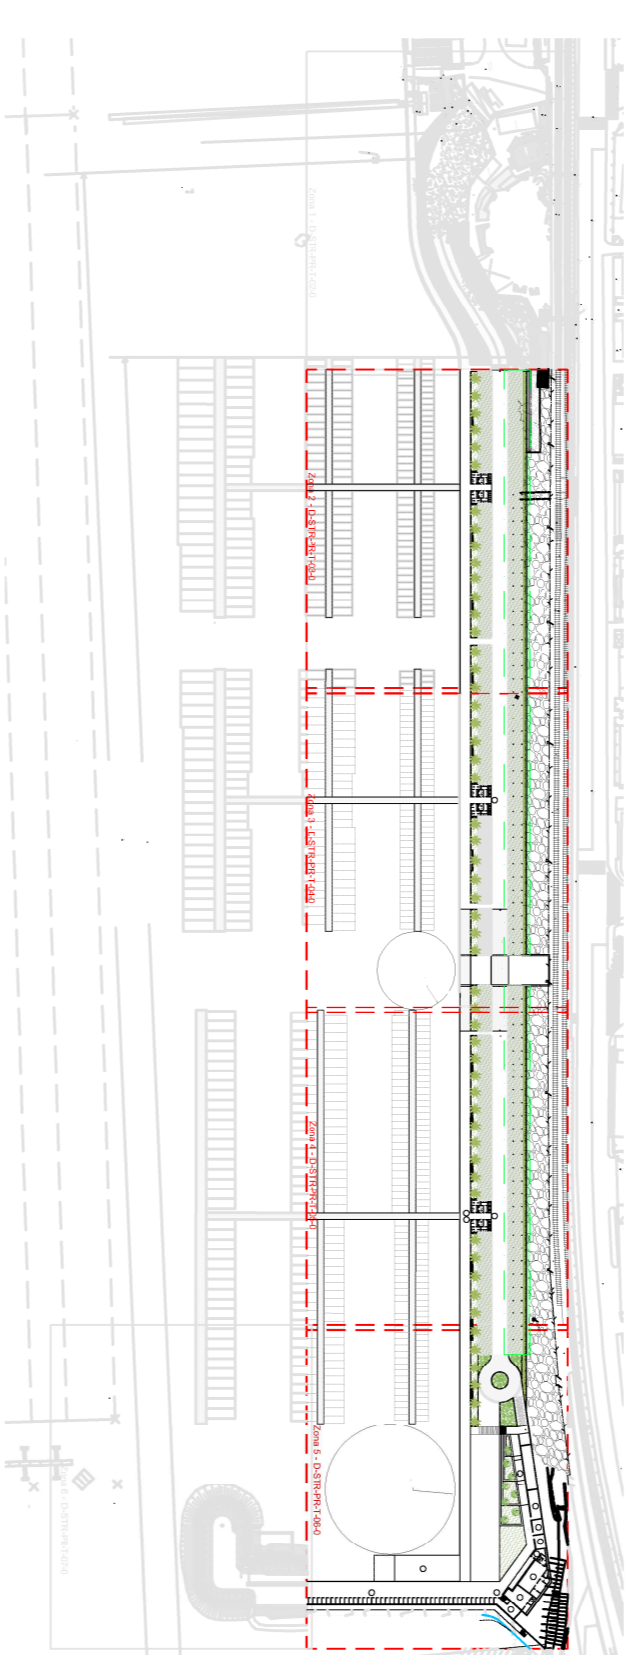 Zona 1 - D-STR-PR-T-02-0
Zona 2 - D-STR-PR-T-03-0
Zona 3 - D-STR-PR-T-04-0
Zona 4 - D-STR-PR-T-05-0
Zona 5 - D-STR-PR-T-06-0